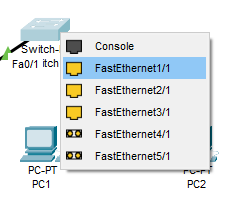 Switch-
Fa0/1 itch
Console
FastEthernet1/1
FastEthernet2/1
FastEthernet3/1
FastEthernet4/1
FastEthernet5/1
PC-PT
PC1
PC2